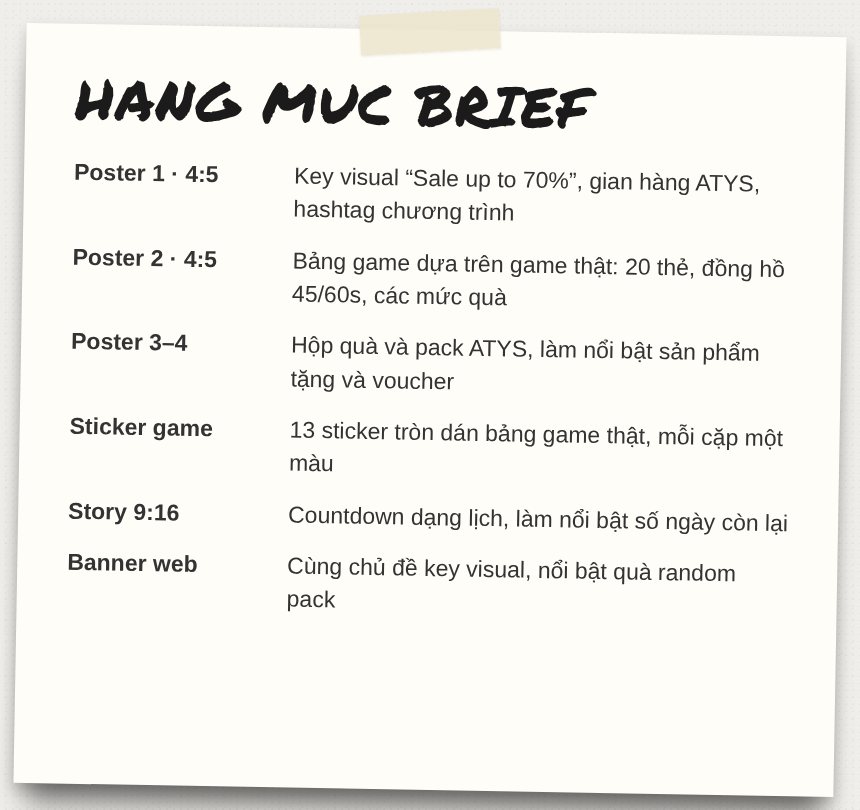 HANG MUC BRIEF
Poster 1 · 4:5
Key visual “Sale up to 70%”, gian hàng ATYS,
hashtag chương trình
Poster 2 · 4:5
Bảng game dựa trên game thật: 20 thẻ, đồng hồ
45/60s, các mức quà
Poster 3–4
Hộp quà và pack ATYS, làm nổi bật sản phẩm
tặng và voucher
Sticker game
13 sticker tròn dán bảng game thật, mỗi cặp một
màu
Story 9:16
Countdown dạng lịch, làm nổi bật số ngày còn lại
Banner web
Cùng chủ đề key visual, nổi bật quà random
pack